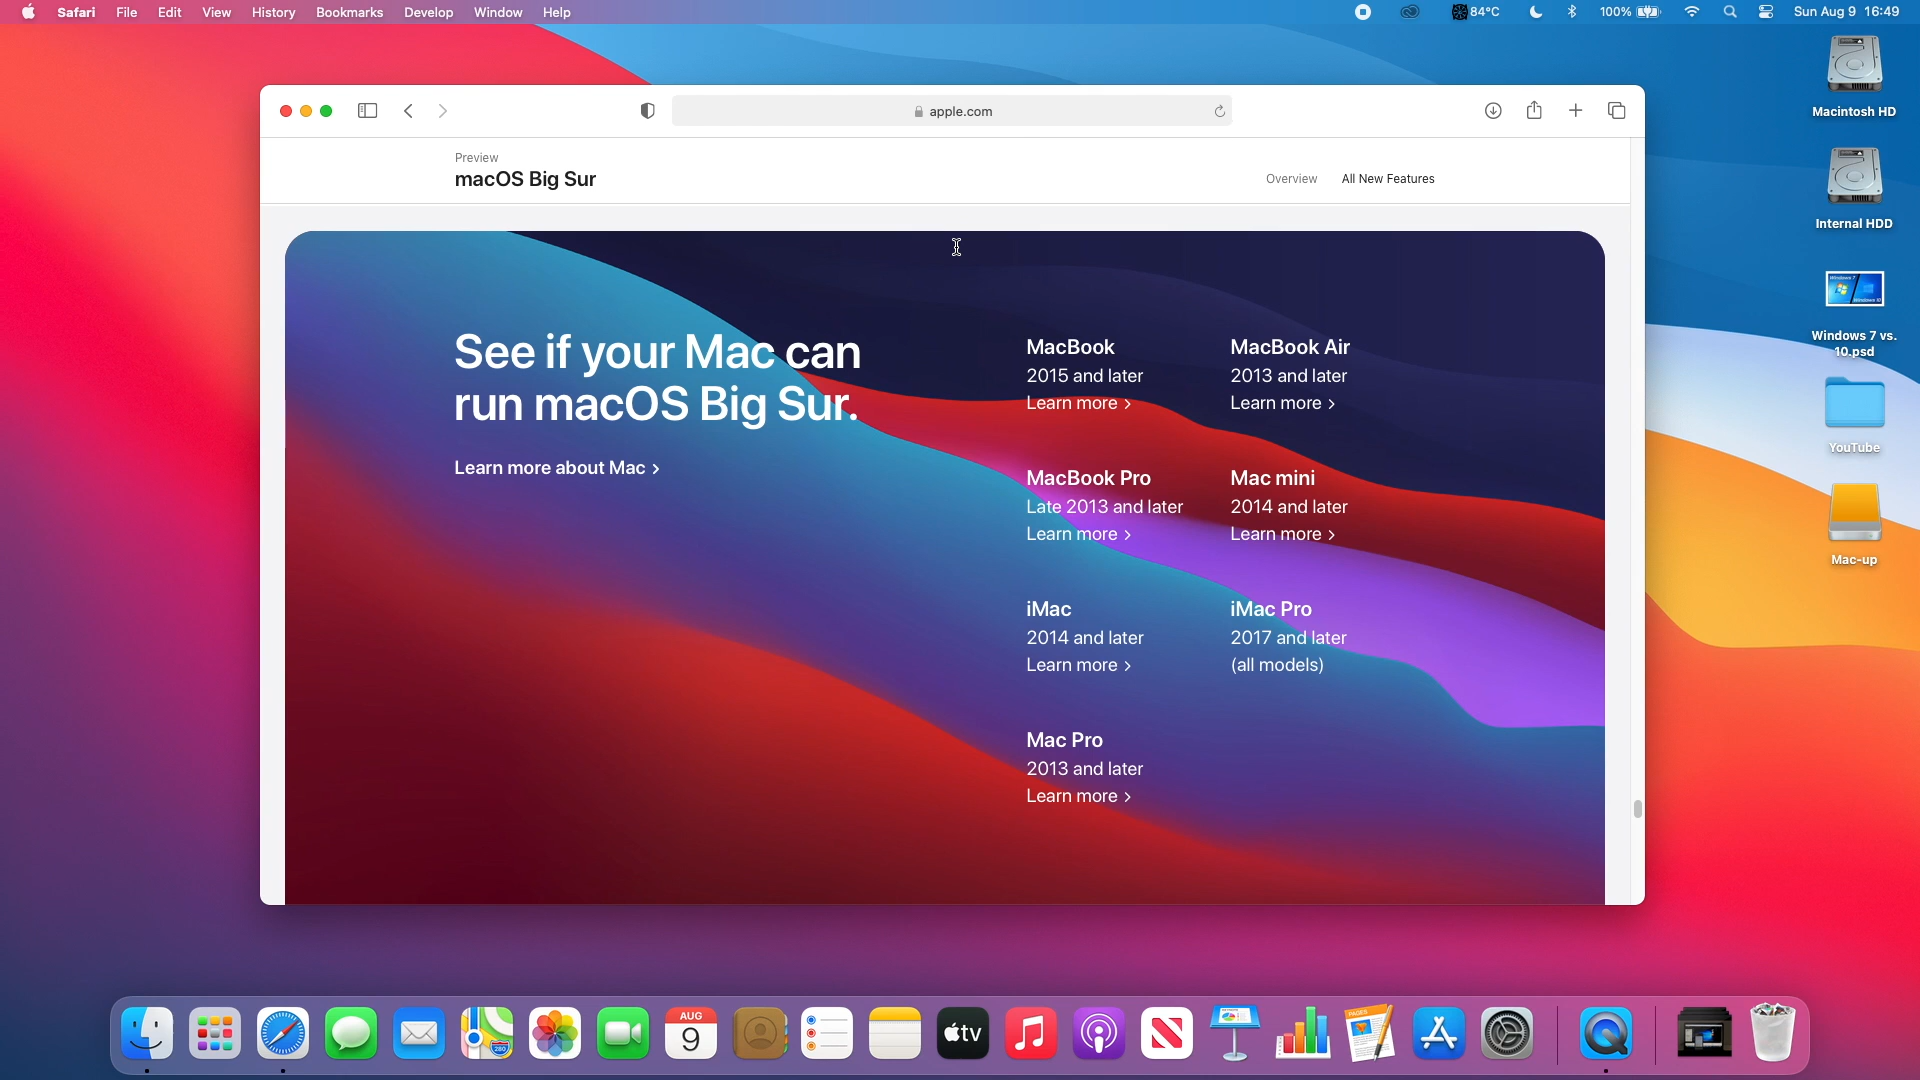 Safari File Edit View History Bookmarks Develop Window Help
84°C 100% Sun Aug 9 16:49
Macintosh HD
Internal HDD
Windows 7 vs.
10.psd
YouTube
Mac-up
apple.com
Preview
macOS Big Sur
Overview All New Features
See if your Mac can
run macOS Big Sur.
Learn more about Mac >
MacBook
2015 and later
Learn more >
MacBook Air
2013 and later
Learn more >
MacBook Pro
Late 2013 and later
Learn more >
Mac mini
2014 and later
Learn more >
iMac
2014 and later
Learn more >
iMac Pro
2017 and later
(all models)
Mac Pro
2013 and later
Learn more >
280
AUG
9
tv
PAGES